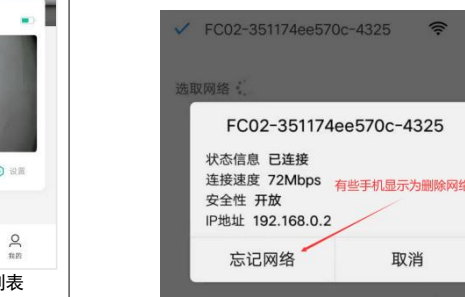 设置
我的
列表
FC02-351174ee570c-4325
选取网络
FC02-351174ee570c-4325
状态信息 已连接
连接速度 72Mbps
有些手机显示为删除网络
安全性 开放
IP地址 192.168.0.2
忘记网络
取消